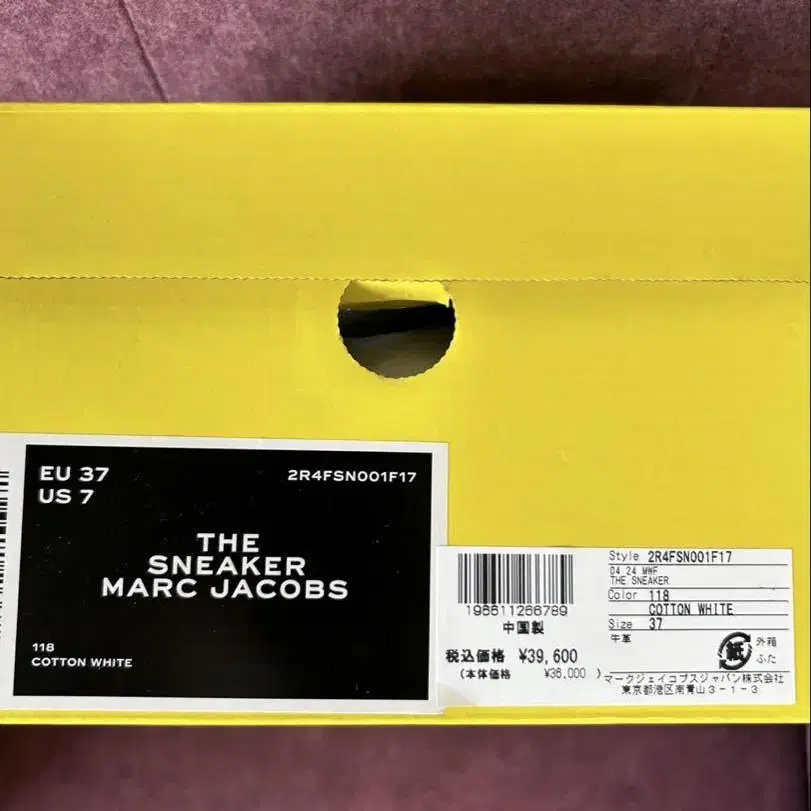 EU 37
US 7
2R4FSN001F17
THE
SNEAKER
MARC JACOBS
118
COTTON WHITE
196611266789
中国製
税込価格 ¥39,600
(本体価格 ¥36,000 )
Style 2R4FSN001F17
04 24 MWF
THE SNEAKER
Color 118
COTTON WHITE
Size 37
牛革
紙
外箱
ふた
マークジェイコブスジャパン株式会社
東京都港区南青山3-1-3